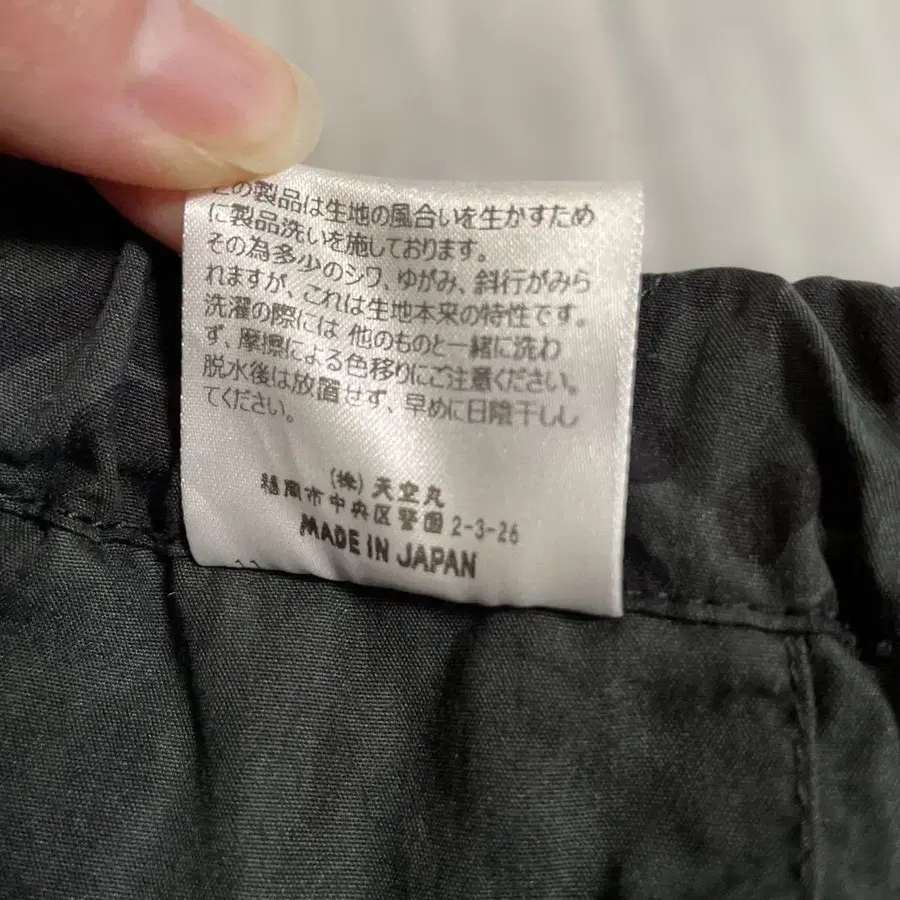 この製品は生地の風合いを生かすため
に製品洗いを施しております。
その為多少のシワ、ゆがみ、斜行がみら
れますが、これは生地本来の特性です。
洗濯の際には 他のものと一緒に洗わ
ず、摩擦による色移りにご注意ください。
脱水後は放置せず、早めに日陰干しし
てください。
(株) 天空丸
福岡市中央区警固2-3-26
MADE IN JAPAN